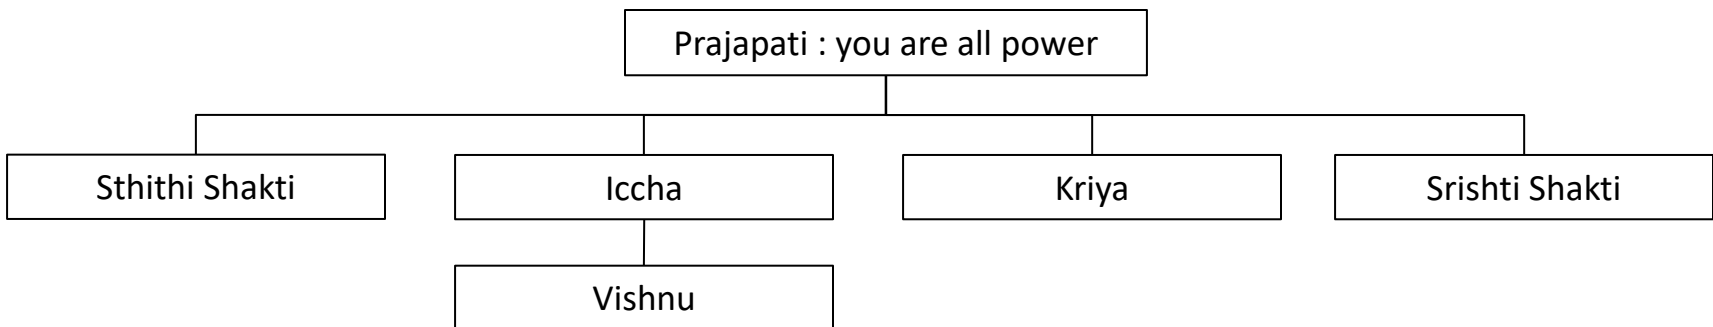 Prajapati : you are all power
Sthithi Shakti
Iccha
Kriya
Srishti Shakti
Vishnu